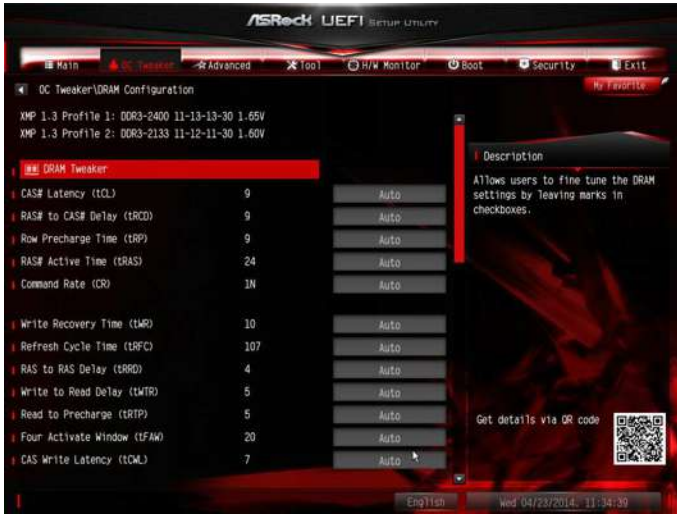 ASRock UEFI SETUP UTILITY
Main OC Tweaker Advanced Tool H/W Monitor Boot Security Exit
OC Tweaker\DRAM Configuration My Favorite
XMP 1.3 Profile 1: DDR3-2400 11-13-13-30 1.65V
XMP 1.3 Profile 2: DDR3-2133 11-12-11-30 1.60V
DRAM Tweaker
CAS# Latency (tCL) 9 Auto
RAS# to CAS# Delay (tRCD) 9 Auto
Row Precharge Time (tRP) 9 Auto
RAS# Active Time (tRAS) 24 Auto
Command Rate (CR) 1N Auto
Write Recovery Time (tWR) 10 Auto
Refresh Cycle Time (tRFC) 107 Auto
RAS to RAS Delay (tRRD) 4 Auto
Write to Read Delay (tWTR) 5 Auto
Read to Precharge (tRTP) 5 Auto
Four Activate Window (tFAW) 20 Auto
CAS Write Latency (tCWL) 7 Auto
Description
Allows users to fine tune the DRAM
settings by leaving marks in
checkboxes.
Get details via QR code
English Wed 04/23/2014. 11:34:39